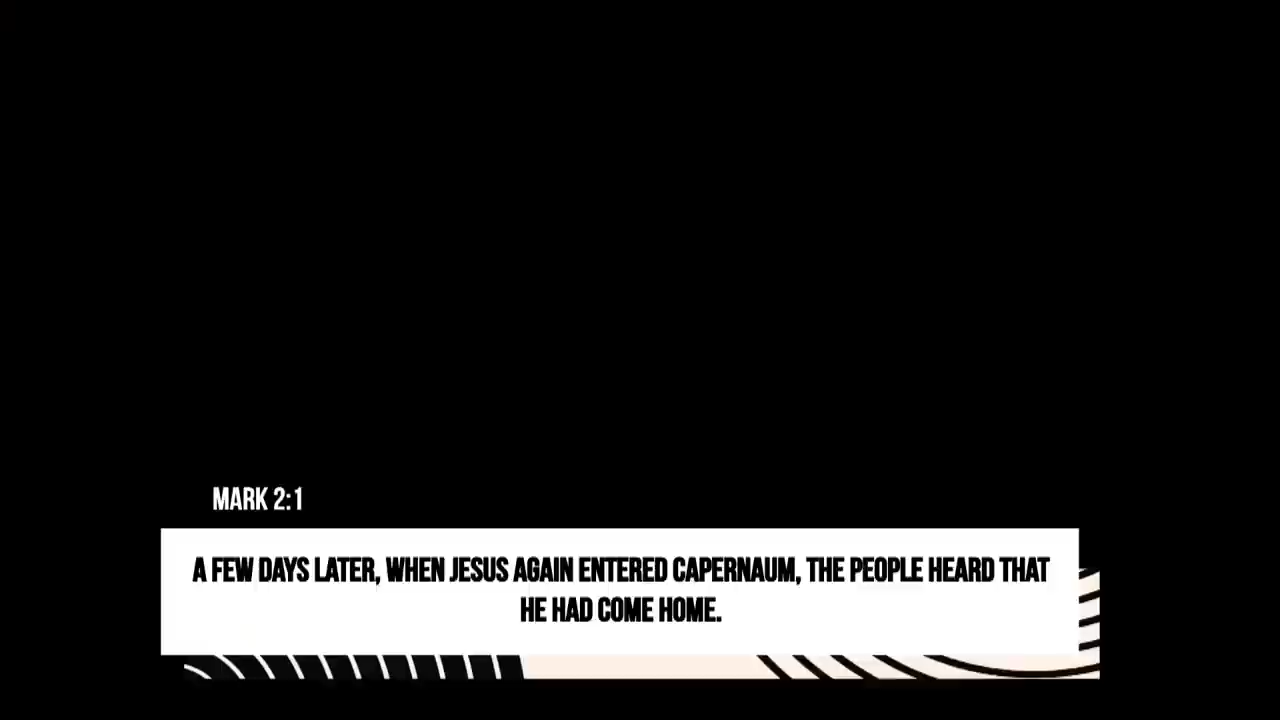 MARK 2:1
A FEW DAYS LATER, WHEN JESUS AGAIN ENTERED CAPERNAUM, THE PEOPLE HEARD THAT
HE HAD COME HOME.